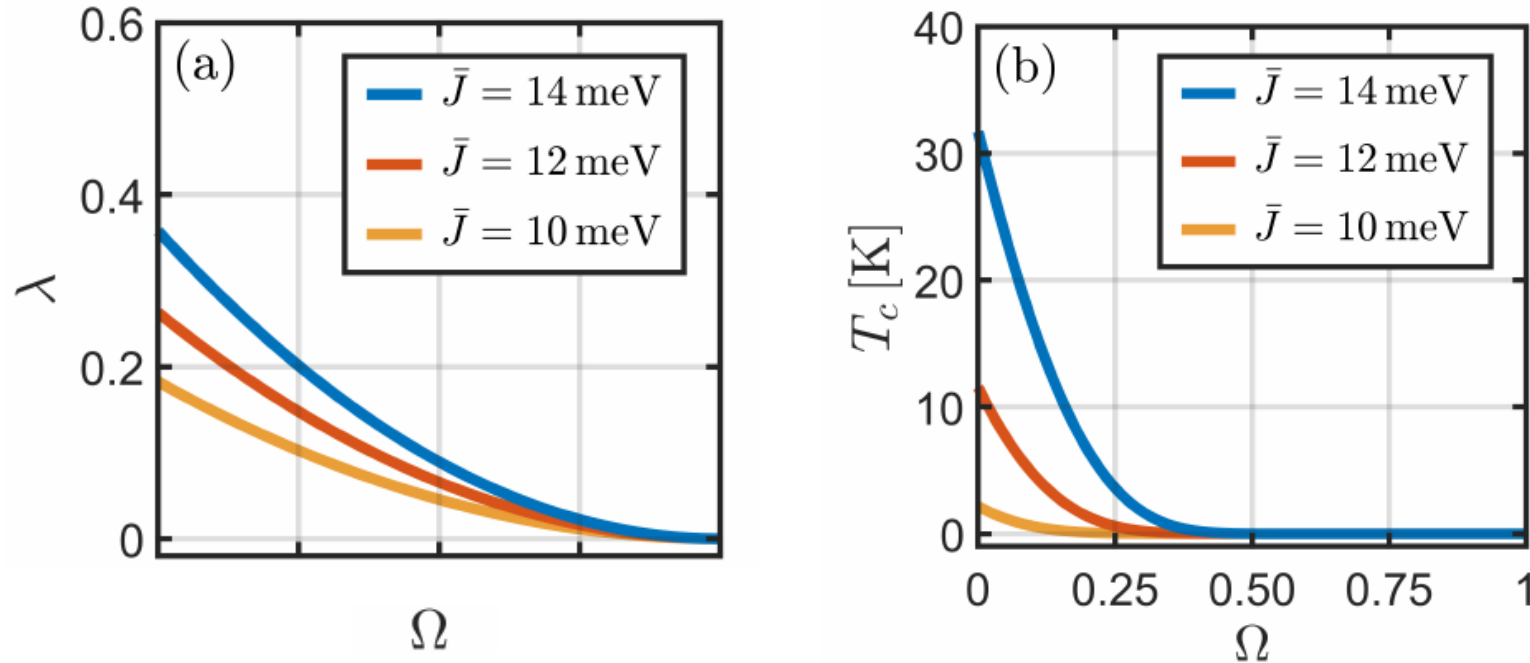 (a)
J̄ = 14 meV
J̄ = 12 meV
J̄ = 10 meV
0.6
0.4
0.2
0
λ
Ω
(b)
J̄ = 14 meV
J̄ = 12 meV
J̄ = 10 meV
40
30
20
10
0
T_c [K]
0 0.25 0.50 0.75 1
Ω